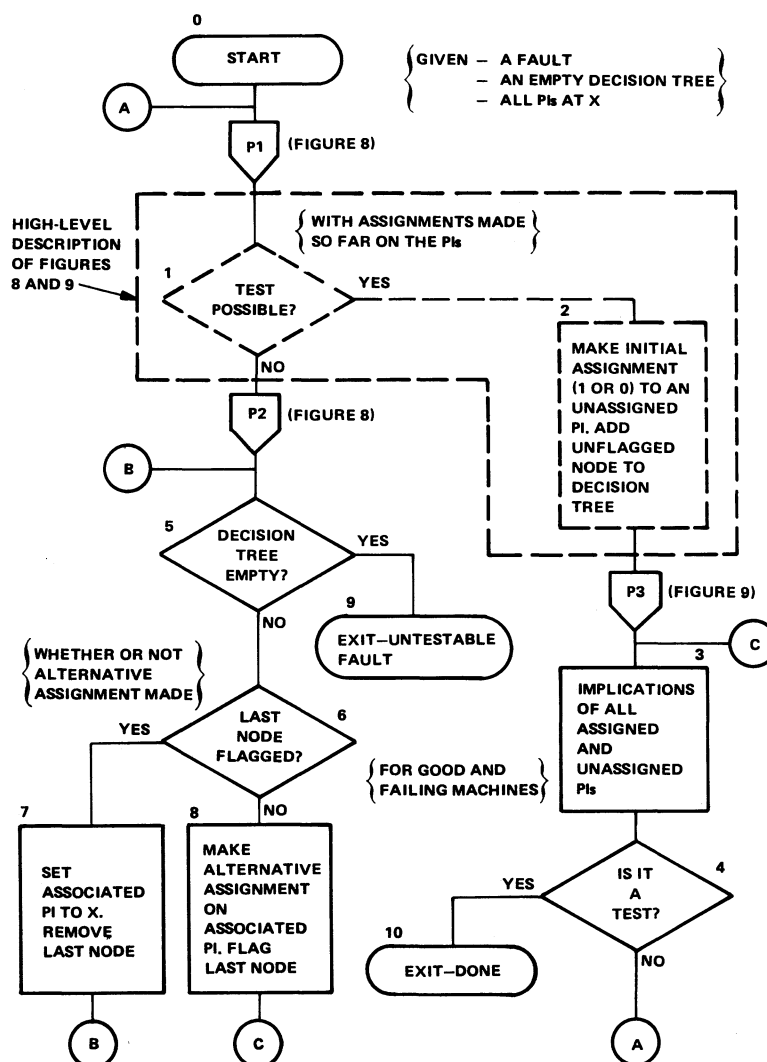 0
START
A
GIVEN – A FAULT
– AN EMPTY DECISION TREE
– ALL PIs AT X
P1
(FIGURE 8)
HIGH-LEVEL
DESCRIPTION
OF FIGURES
8 AND 9
WITH ASSIGNMENTS MADE
SO FAR ON THE PIs
1
TEST
POSSIBLE?
YES
NO
2
MAKE INITIAL
ASSIGNMENT
(1 OR 0) TO AN
UNASSIGNED
PI. ADD
UNFLAGGED
NODE TO
DECISION
TREE
P2
(FIGURE 8)
B
5
DECISION
TREE
EMPTY?
YES
NO
9
EXIT–UNTESTABLE
FAULT
P3
(FIGURE 9)
C
3
IMPLICATIONS
OF ALL
ASSIGNED
AND
UNASSIGNED
PIs
WHETHER OR NOT
ALTERNATIVE
ASSIGNMENT MADE
YES
6
LAST
NODE
FLAGGED?
NO
FOR GOOD AND
FAILING MACHINES
7
SET
ASSOCIATED
PI TO X.
REMOVE
LAST NODE
8
MAKE
ALTERNATIVE
ASSIGNMENT
ON
ASSOCIATED
PI. FLAG
LAST NODE
4
IS IT
A
TEST?
YES
NO
10
EXIT–DONE
B
C
A